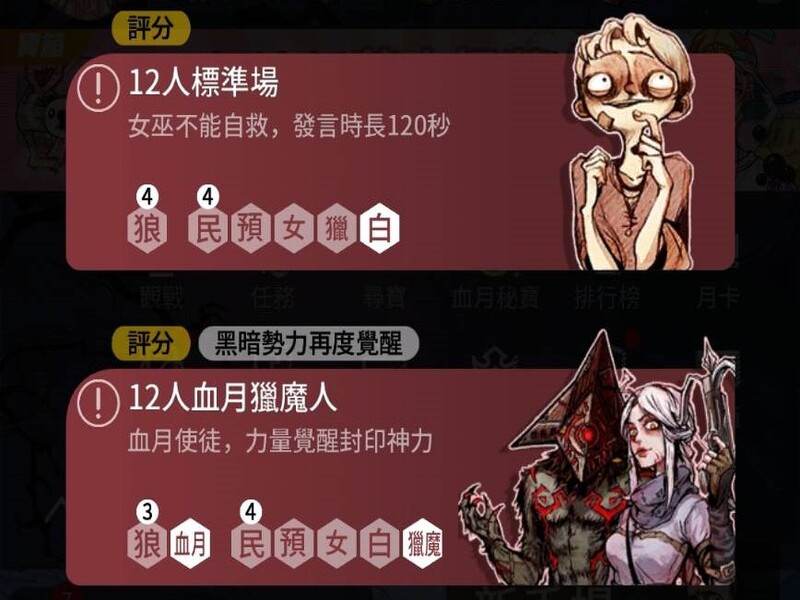 評分
12人標準場
女巫不能自救，發言時長120秒
4 4
狼 民 預 女 獵 白
觀戰 任務 尋寶 血月秘寶 排行榜 月卡
評分 黑暗勢力再度覺醒
12人血月獵魔人
血月使徒，力量覺醒封印神力
3 4
狼 血月 民 預 女 白 獵魔